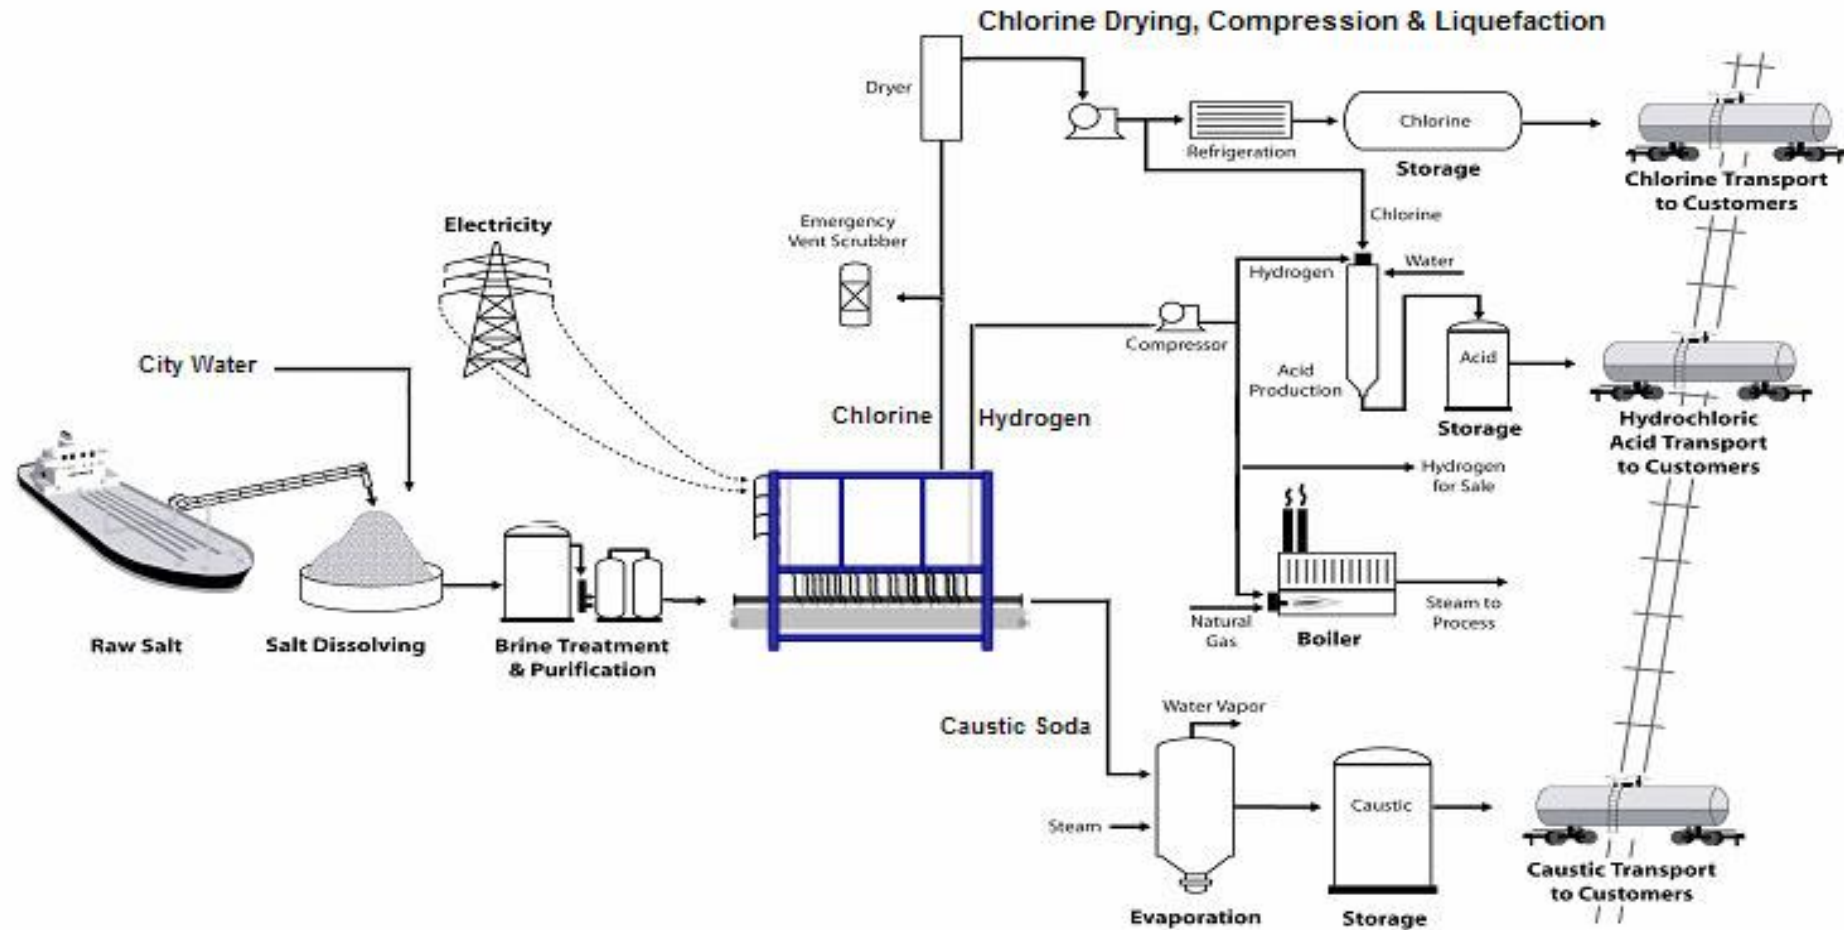 Chlorine Drying, Compression & Liquefaction
Dryer
Refrigeration
Chlorine
Storage
Chlorine Transport
to Customers
Electricity
Emergency
Vent Scrubber
Chlorine
Hydrogen
Water
Compressor
City Water
Acid
Production
Acid
Storage
Hydrochloric
Acid Transport
to Customers
Chlorine
Hydrogen
Hydrogen
for Sale
Raw Salt
Salt Dissolving
Brine Treatment
& Purification
Natural
Gas
Boiler
Steam to
Process
Caustic Soda
Water Vapor
Steam
Evaporation
Caustic
Storage
Caustic Transport
to Customers